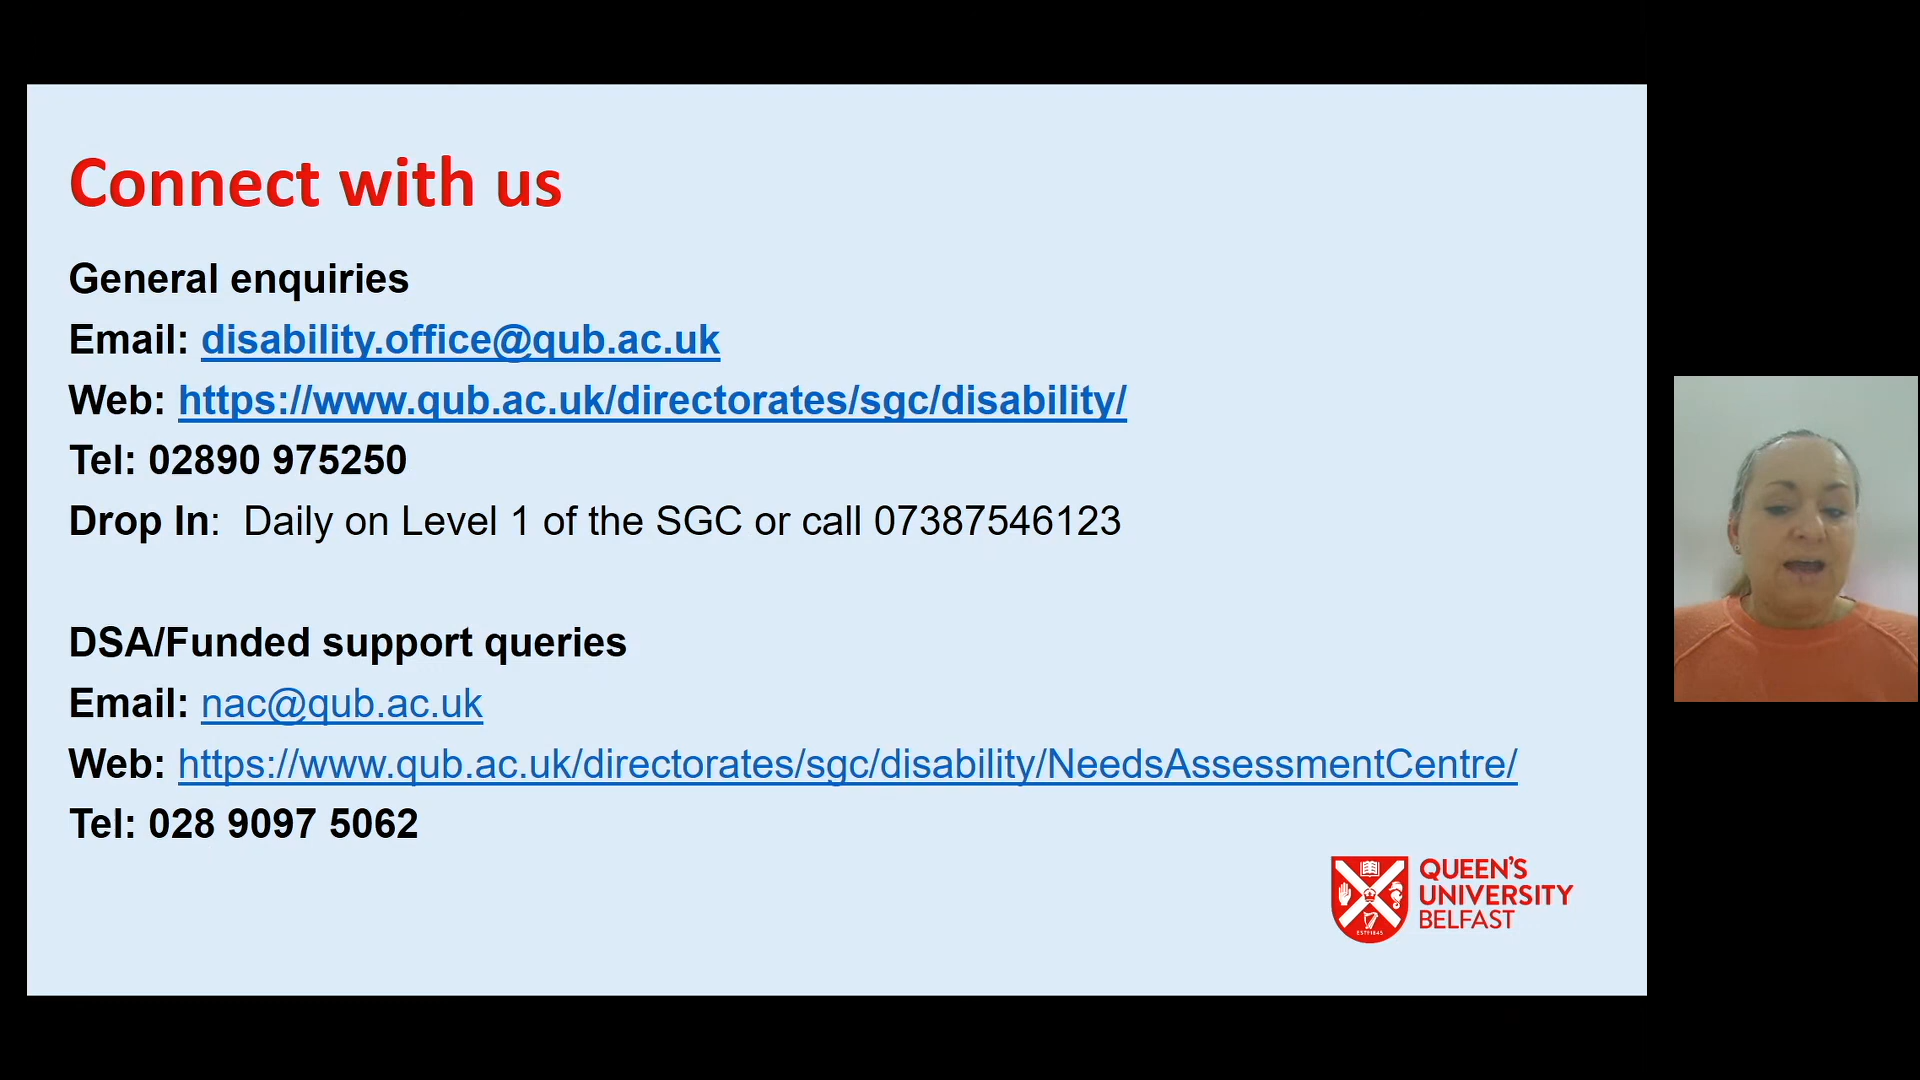 Connect with us
General enquiries
Email: disability.office@qub.ac.uk
Web: https://www.qub.ac.uk/directorates/sgc/disability/
Tel: 02890 975250
Drop In:  Daily on Level 1 of the SGC or call 07387546123
DSA/Funded support queries
Email: nac@qub.ac.uk
Web: https://www.qub.ac.uk/directorates/sgc/disability/NeedsAssessmentCentre/
Tel: 028 9097 5062
QUEEN'S
UNIVERSITY
BELFAST
ESTD1845